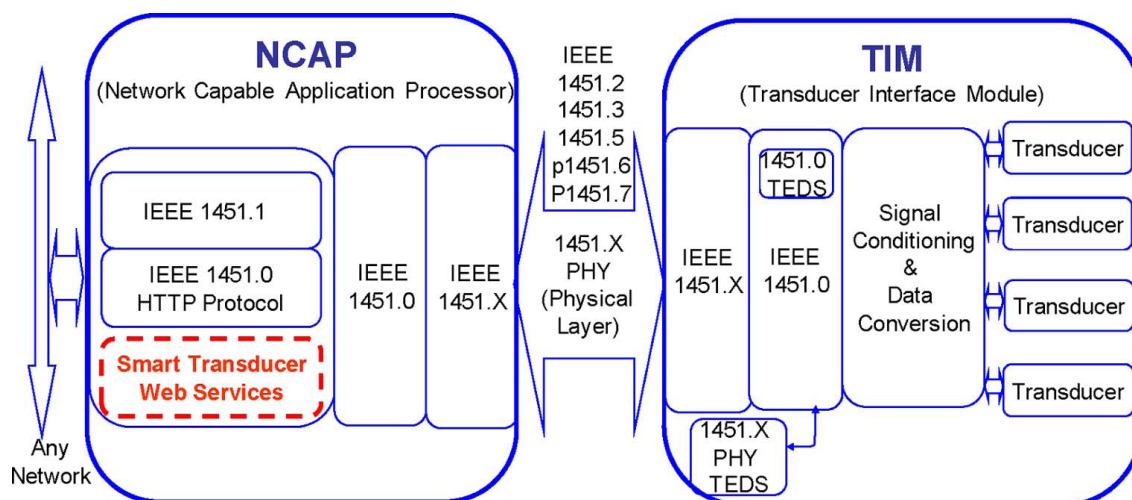 NCAP
(Network Capable Application Processor)
IEEE 1451.1
IEEE 1451.0
HTTP Protocol
Smart Transducer
Web Services
IEEE
1451.0
IEEE
1451.X
Any
Network
IEEE
1451.2
1451.3
1451.5
p1451.6
P1451.7
1451.X
PHY
(Physical
Layer)
TIM
(Transducer Interface Module)
IEEE
1451.X
1451.0
TEDS
IEEE
1451.0
Signal
Conditioning
&
Data
Conversion
1451.X
PHY
TEDS
Transducer
Transducer
Transducer
Transducer